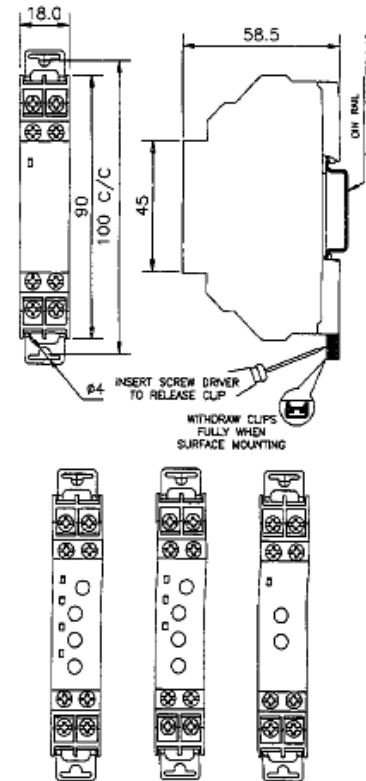 18.0
58.5
DIN RAIL
90
100 C/C
45
ø4
INSERT SCREW DRIVER
TO RELEASE CLIP
WITHDRAW CLIPS
FULLY WHEN
SURFACE MOUNTING